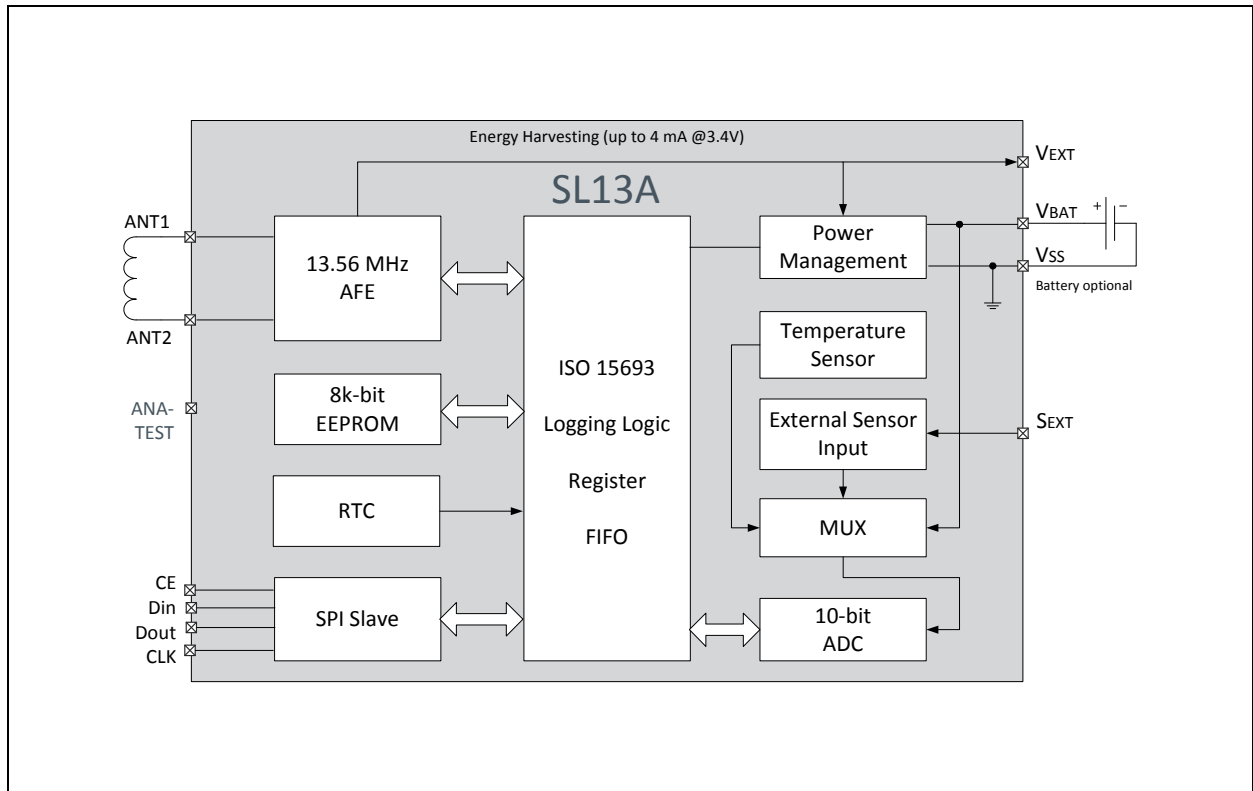 Energy Harvesting (up to 4 mA @3.4V)
SL13A
VEXT
ANT1
13.56 MHz
AFE
ANT2
Power
Management
VBAT
+
−
VSS
Battery optional
Temperature
Sensor
ISO 15693
Logging Logic
Register
FIFO
ANA-
TEST
8k-bit
EEPROM
External Sensor
Input
SEXT
RTC
MUX
CE
Din
Dout
CLK
SPI Slave
10-bit
ADC